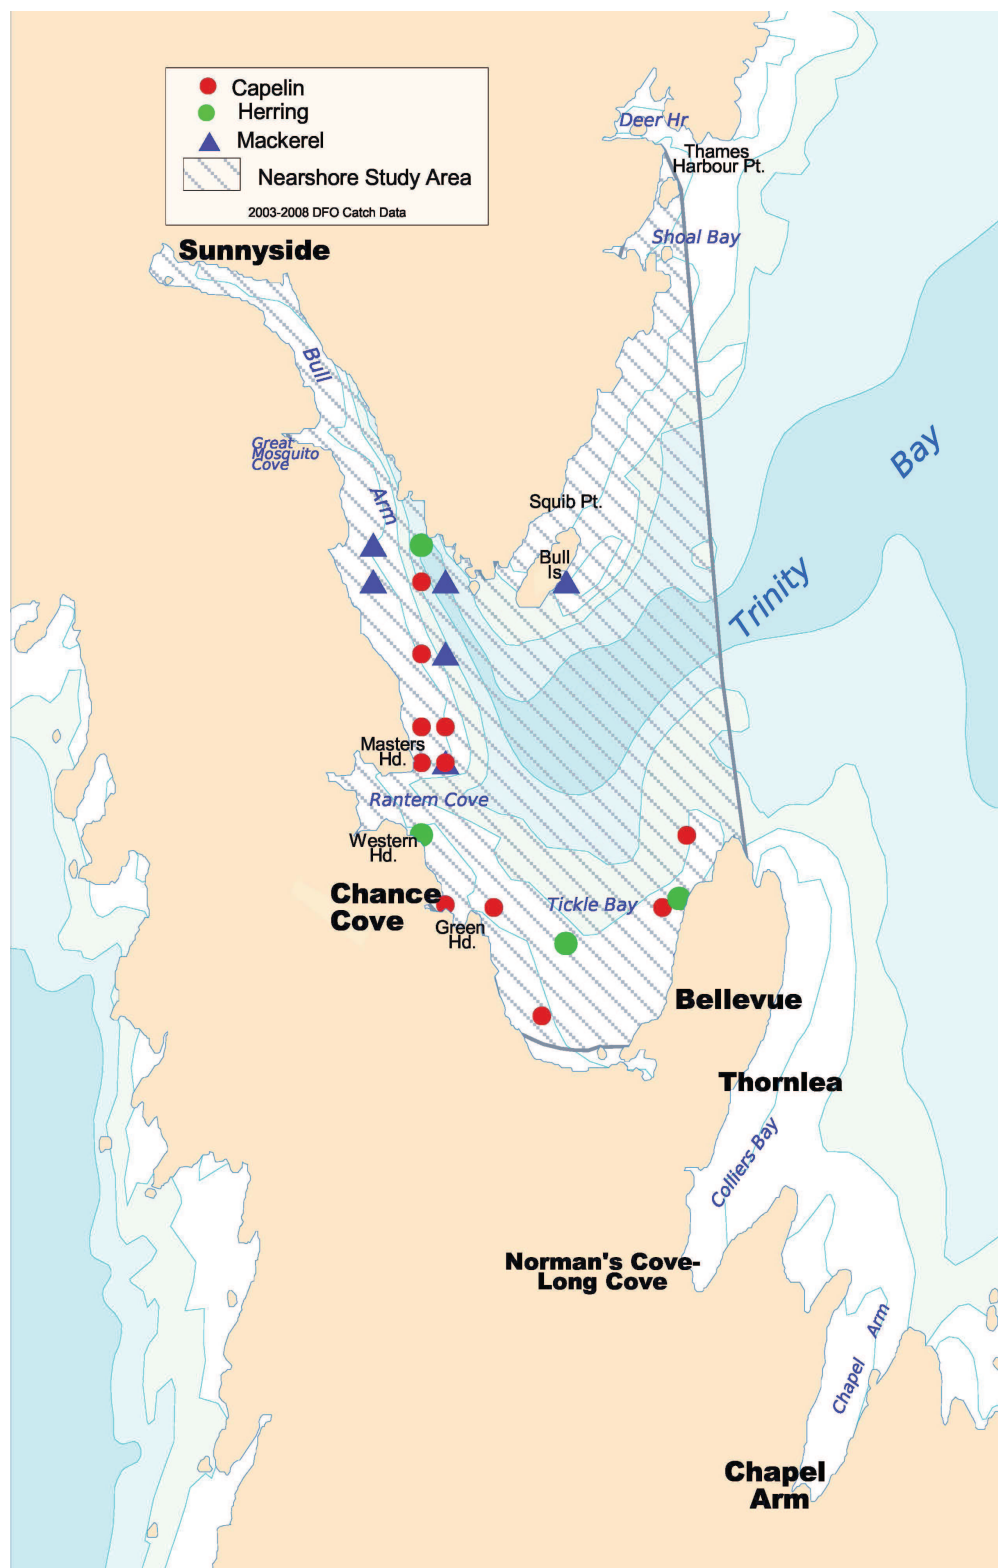 Capelin
Herring
Mackerel
Nearshore Study Area
2003-2008 DFO Catch Data
Deer Hr
Thames
Harbour Pt.
Shoal Bay
Sunnyside
Bull
Arm
Great
Mosquito
Cove
Bay
Squib Pt.
Bull
Is.
Trinity
Masters
Hd.
Rantem Cove
Western
Hd.
Chance
Cove
Green
Hd.
Tickle Bay
Bellevue
Thornlea
Colliers Bay
Norman's Cove-
Long Cove
Chapel Arm
Chapel
Arm